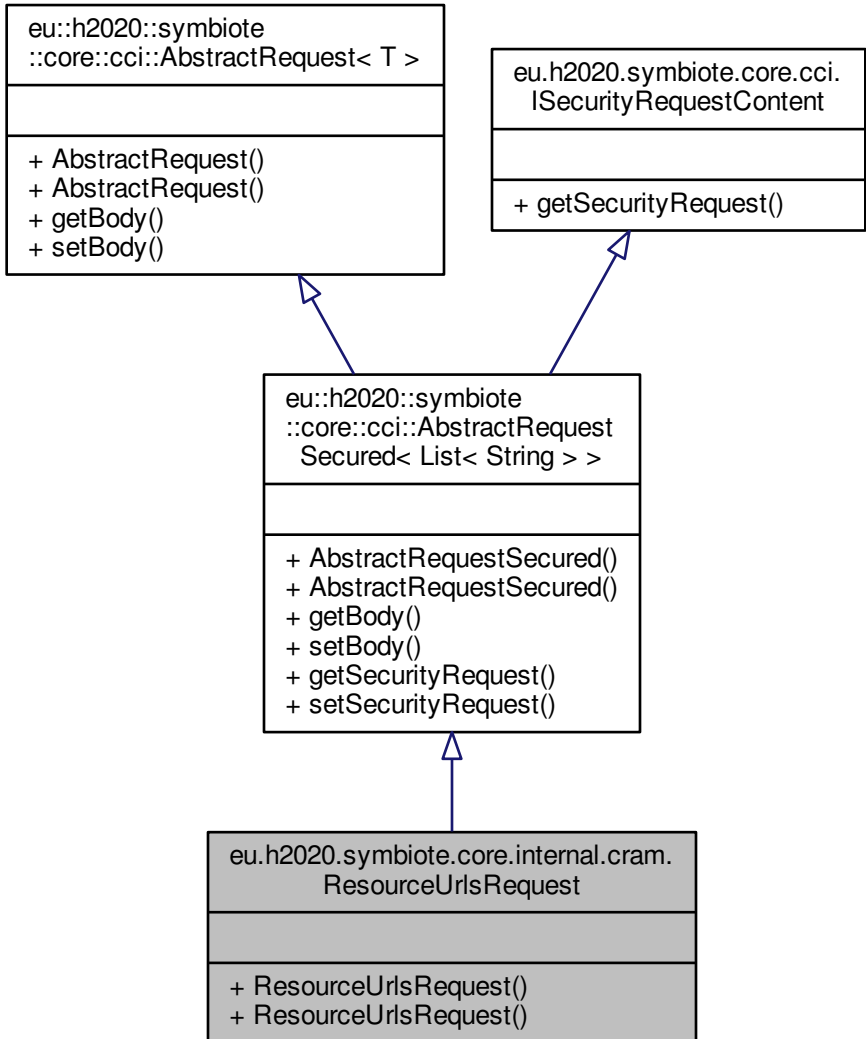 eu::h2020::symbiote
::core::cci::AbstractRequest< T >
+ AbstractRequest()
+ AbstractRequest()
+ getBody()
+ setBody()
eu.h2020.symbiote.core.cci.
ISecurityRequestContent
+ getSecurityRequest()
eu::h2020::symbiote
::core::cci::AbstractRequest
Secured< List< String > >
+ AbstractRequestSecured()
+ AbstractRequestSecured()
+ getBody()
+ setBody()
+ getSecurityRequest()
+ setSecurityRequest()
eu.h2020.symbiote.core.internal.cram.
ResourceUrlsRequest
+ ResourceUrlsRequest()
+ ResourceUrlsRequest()